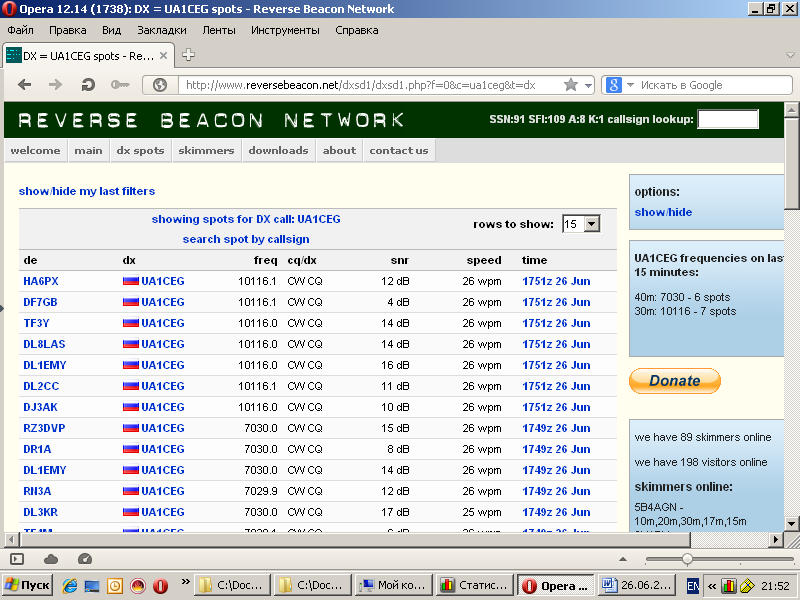 Opera 12.14 (1738): DX = UA1CEG spots - Reverse Beacon Network
Файл Правка Вид Закладки Ленты Инструменты Справка
DX = UA1CEG spots - Re...
http://www.reversebeacon.net/dxsd1/dxsd1.php?f=0&c=ua1ceg&t=dx
Искать в Google
REVERSE BEACON NETWORK
SSN:91 SFI:109 A:8 K:1 callsign lookup:
welcome main dx spots skimmers downloads about contact us
show/hide my last filters
showing spots for DX call: UA1CEG
search spot by callsign
rows to show: 15
de dx freq cq/dx snr speed time
HA6PX UA1CEG 10116.1 CW CQ 12 dB 26 wpm 1751z 26 Jun
DF7GB UA1CEG 10116.1 CW CQ 4 dB 26 wpm 1751z 26 Jun
TF3Y UA1CEG 10116.0 CW CQ 14 dB 26 wpm 1751z 26 Jun
DL8LAS UA1CEG 10116.0 CW CQ 14 dB 26 wpm 1751z 26 Jun
DL1EMY UA1CEG 10116.0 CW CQ 16 dB 26 wpm 1751z 26 Jun
DL2CC UA1CEG 10116.1 CW CQ 11 dB 26 wpm 1751z 26 Jun
DJ3AK UA1CEG 10116.0 CW CQ 10 dB 26 wpm 1751z 26 Jun
RZ3DVP UA1CEG 7030.0 CW CQ 15 dB 26 wpm 1749z 26 Jun
DR1A UA1CEG 7030.0 CW CQ 8 dB 26 wpm 1749z 26 Jun
DL1EMY UA1CEG 7030.0 CW CQ 14 dB 26 wpm 1749z 26 Jun
RN3A UA1CEG 7029.9 CW CQ 12 dB 26 wpm 1749z 26 Jun
DL3KR UA1CEG 7030.0 CW CQ 17 dB 25 wpm 1749z 26 Jun
options:
show/hide
UA1CEG frequencies on last
15 minutes:
40m: 7030 - 6 spots
30m: 10116 - 7 spots
Donate
we have 89 skimmers online
we have 198 visitors online
skimmers online:
5B4AGN -
10m,20m,30m,17m,15m
Пуск
C:\Doc...
C:\Doc...
Мой ко...
Статис...
Opera ...
26.06.2...
EN
21:52